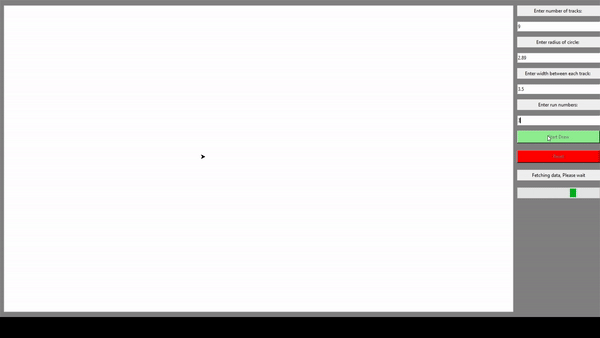 Enter number of tracks:
9
Enter radius of circle:
2.88
Enter width between each track:
3.5
Enter run numbers:
Start Draw
Reset
Fetching data, Please wait